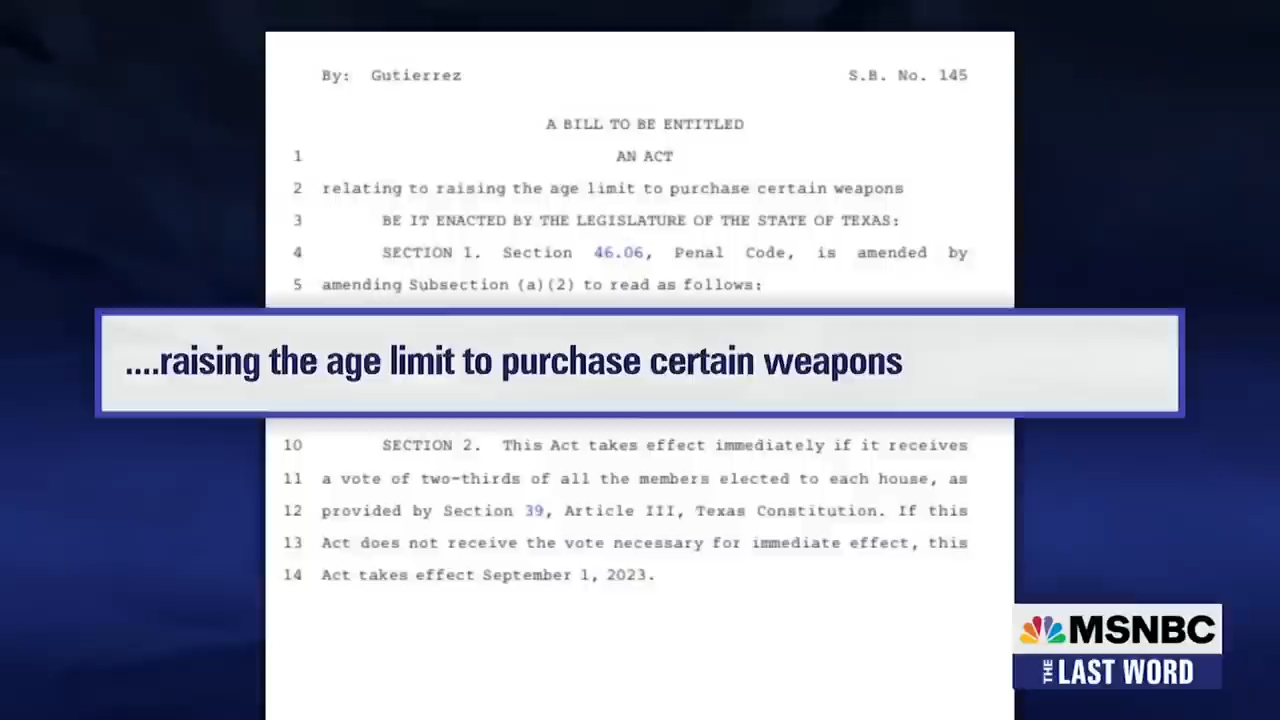 By: Gutierrez S.B. No. 145
A BILL TO BE ENTITLED
1 AN ACT
2 relating to raising the age limit to purchase certain weapons
3 BE IT ENACTED BY THE LEGISLATURE OF THE STATE OF TEXAS:
4 SECTION 1. Section 46.06, Penal Code, is amended by
5 amending Subsection (a)(2) to read as follows:
....raising the age limit to purchase certain weapons
10 SECTION 2. This Act takes effect immediately if it receives
11 a vote of two-thirds of all the members elected to each house, as
12 provided by Section 39, Article III, Texas Constitution. If this
13 Act does not receive the vote necessary for immediate effect, this
14 Act takes effect September 1, 2023.
MSNBC
THE LAST WORD